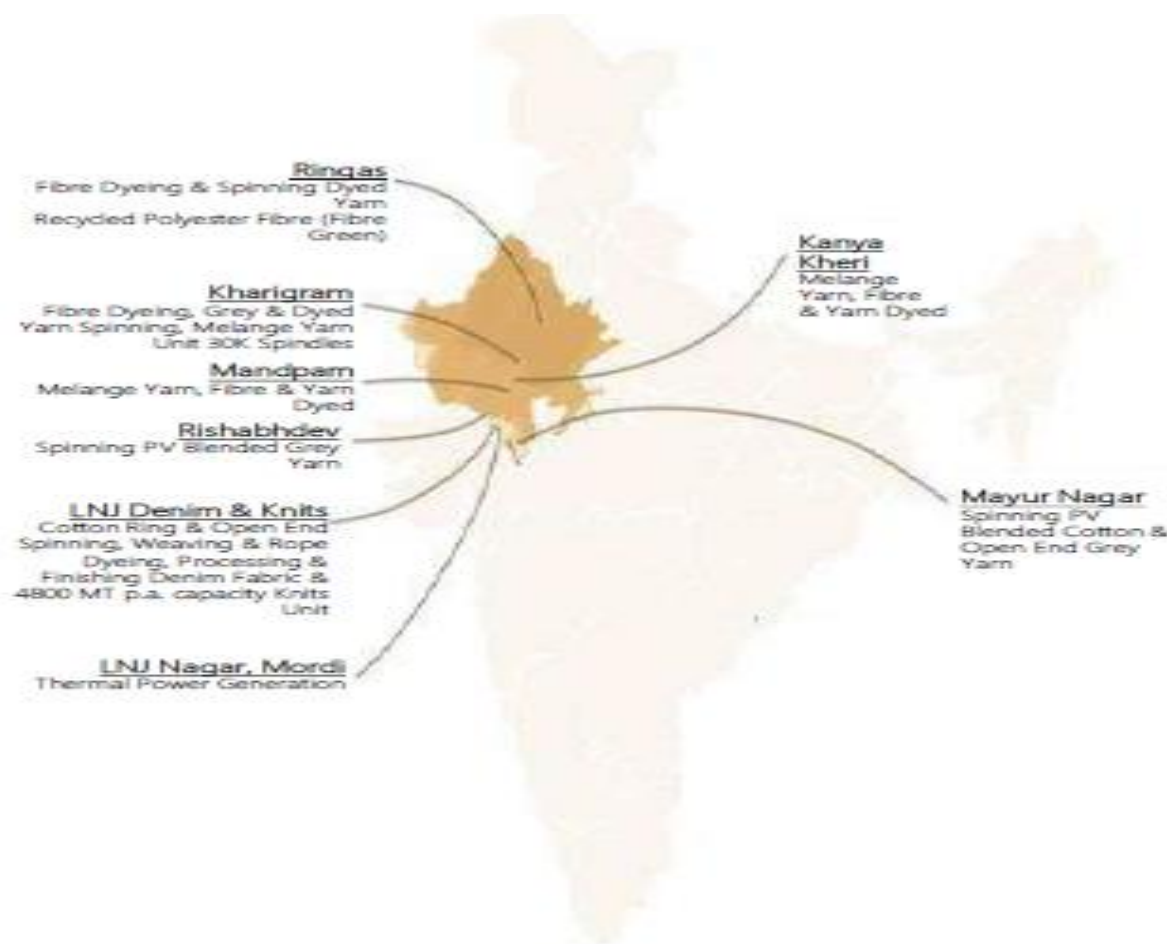 Ringas
Fibre Dyeing & Spinning Dyed
Yarn
Recycled Polyester Fibre (Fibre
Green)
Kharigram
Fibre Dyeing, Grey & Dyed
Yarn Spinning, Melange Yarn
Unit 30K Spindles
Mandpam
Melange Yarn, Fibre & Yarn
Dyed
Rishabhdev
Spinning PV Blended Grey
Yarn
LNJ Denim & Knits
Cotton Ring & Open End
Spinning, Weaving & Rope
Dyeing, Processing &
Finishing Denim Fabric &
4800 MT p.a. capacity Knits
Unit
LNJ Nagar, Mordi
Thermal Power Generation
Kanya
Kheri
Melange
Yarn, Fibre
& Yarn Dyed
Mayur Nagar
Spinning PV
Blended Cotton &
Open End Grey
Yarn